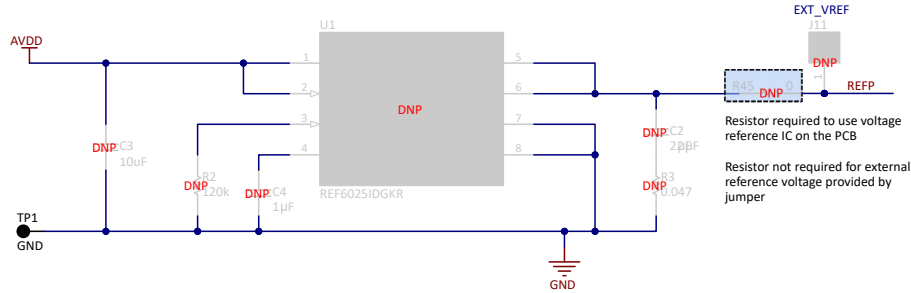 EXT_VREF
U1
J11
AVDD
1
5
DNP
1
2
6
R45
DNP
0
REFP
DNP
3
7
C2
DNP
Resistor required to use voltage
reference IC on the PCB
C3
DNP
10uF
4
8
R2
DNP
120k
C4
DNP
1µF
R3
DNP
0.047
Resistor not required for external
reference voltage provided by
jumper
REF6025IDGKR
TP1
GND
GND